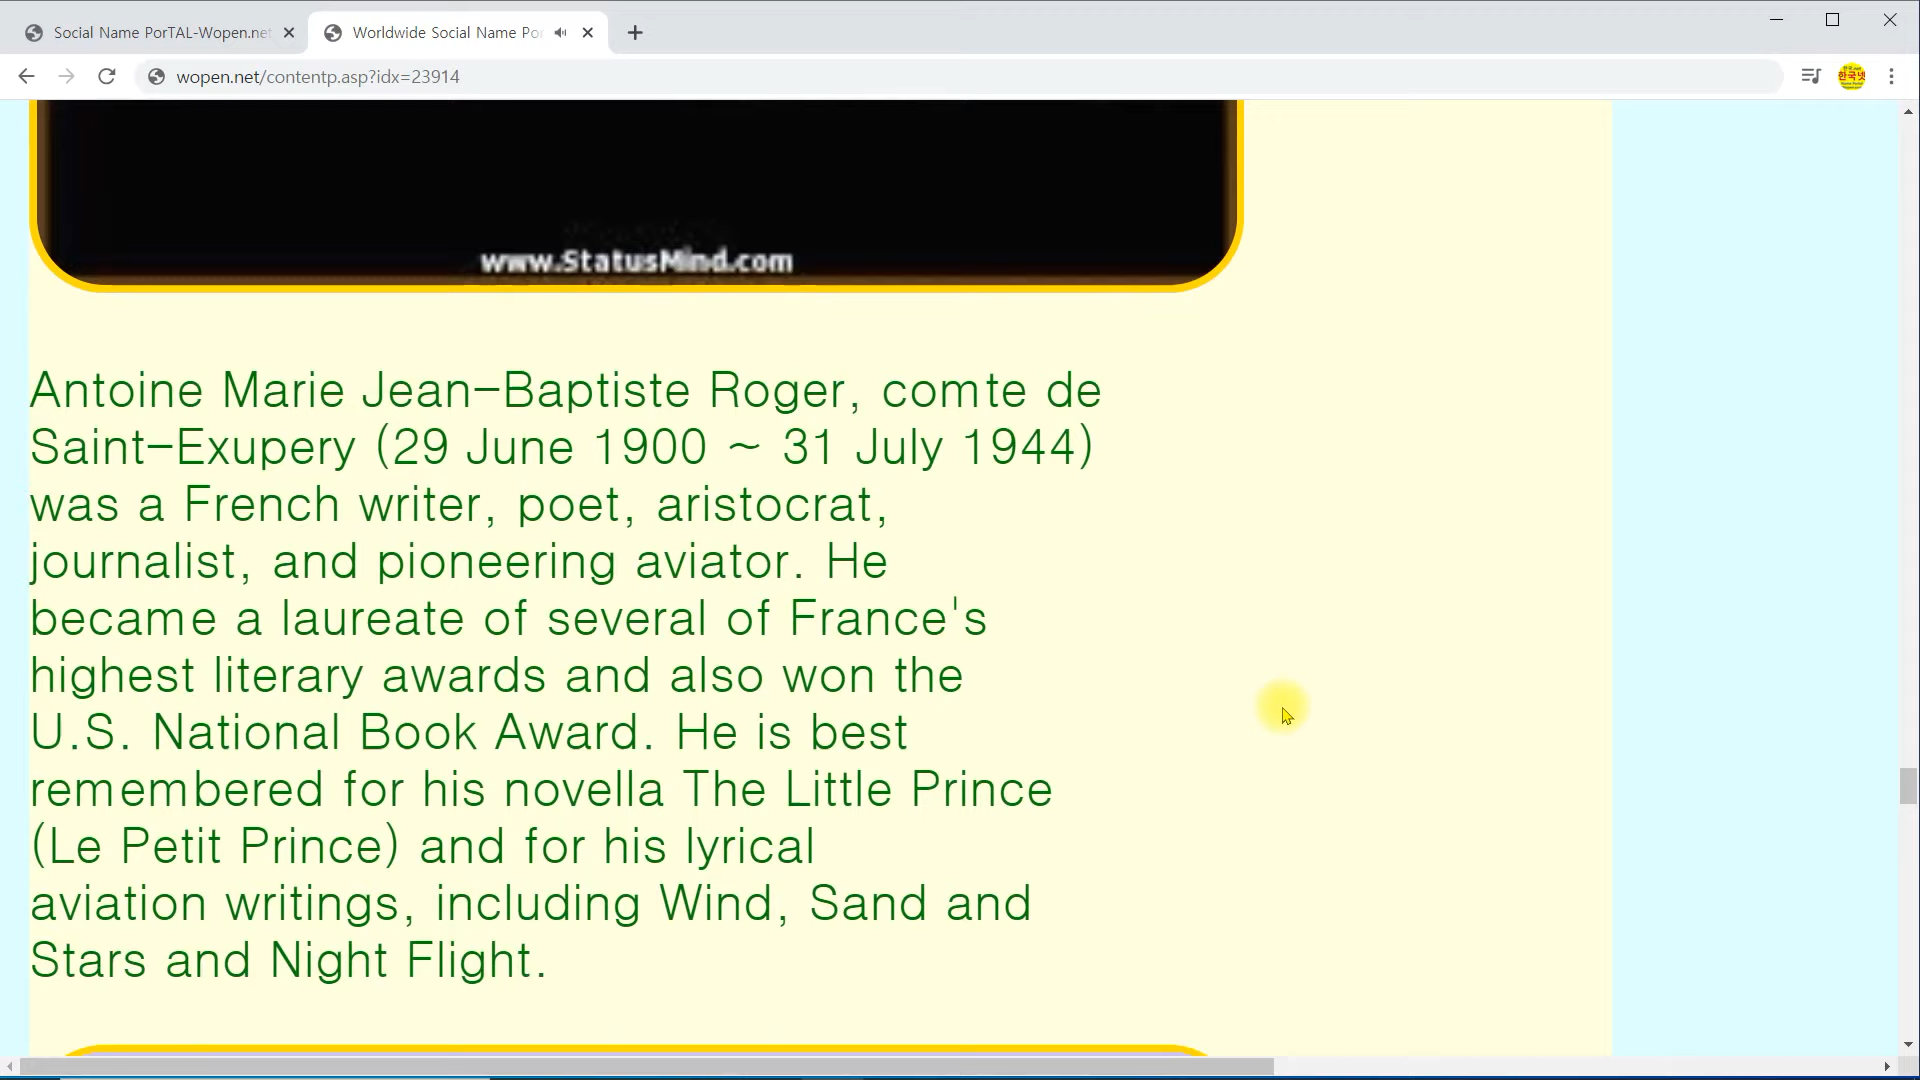 Social Name PorTAL-Wopen.net
Worldwide Social Name Po
wopen.net/contentp.asp?idx=23914
한국넷
www.StatusMind.com
Antoine Marie Jean-Baptiste Roger, comte de
Saint-Exupery (29 June 1900 ~ 31 July 1944)
was a French writer, poet, aristocrat,
journalist, and pioneering aviator. He
became a laureate of several of France's
highest literary awards and also won the
U.S. National Book Award. He is best
remembered for his novella The Little Prince
(Le Petit Prince) and for his lyrical
aviation writings, including Wind, Sand and
Stars and Night Flight.